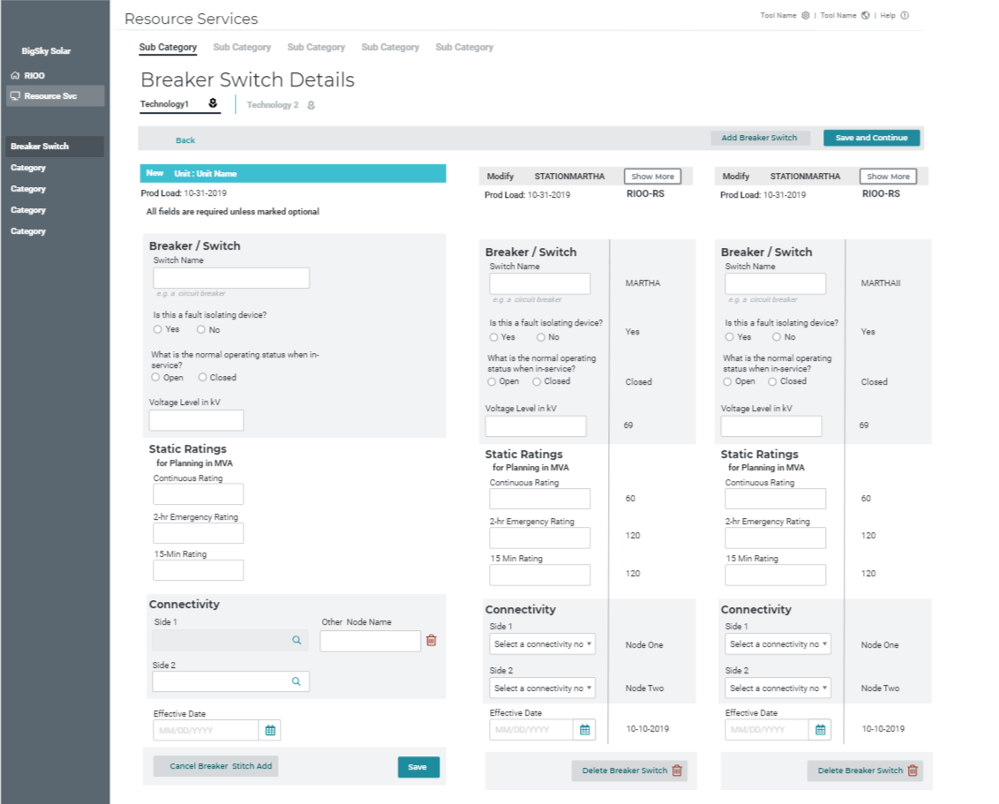 Resource Services
Tool Name | Tool Name | Help
BigSky Solar
RIOO
Resource Svc
Breaker Switch
Category
Category
Category
Category
Sub Category Sub Category Sub Category Sub Category Sub Category
Breaker Switch Details
Technology1 Technology 2
Back Add Breaker Switch Save and Continue
New Unit : Unit Name
Prod Load: 10-31-2019
All fields are required unless marked optional
Breaker / Switch
Switch Name
e.g. a circuit breaker
Is this a fault isolating device?
Yes No
What is the normal operating status when in-
service?
Open Closed
Voltage Level in kV
Static Ratings
for Planning in MVA
Continuous Rating
2-hr Emergency Rating
15-Min Rating
Connectivity
Side 1 Other Node Name
Side 2
Effective Date
MM/DD/YYYY
Cancel Breaker Stitch Add Save
Modify STATIONMARTHA Show More
Prod Load: 10-31-2019 RIOO-RS
Breaker / Switch
Switch Name
MARTHA
e.g. a circuit breaker
Is this a fault isolating device?
Yes No Yes
What is the normal operating
status when in-service?
Open Closed Closed
Voltage Level in kV
69
Static Ratings
for Planning in MVA
Continuous Rating
60
2-hr Emergency Rating
120
15 Min Rating
120
Connectivity
Side 1
Select a connectivity no Node One
Side 2
Select a connectivity no Node Two
Effective Date
MM/DD/YYYY 10-10-2019
Delete Breaker Switch
Modify STATIONMARTHA Show More
Prod Load: 10-31-2019 RIOO-RS
Breaker / Switch
Switch Name
MARTHAII
e.g. a circuit breaker
Is this a fault isolating device?
Yes No Yes
What is the normal operating
status when in-service?
Open Closed Closed
Voltage Level in kV
69
Static Ratings
for Planning in MVA
Continuous Rating
60
2-hr Emergency Rating
120
15 Min Rating
120
Connectivity
Side 1
Select a connectivity no Node One
Side 2
Select a connectivity no Node Two
Effective Date
MM/DD/YYYY 10-10-2019
Delete Breaker Switch